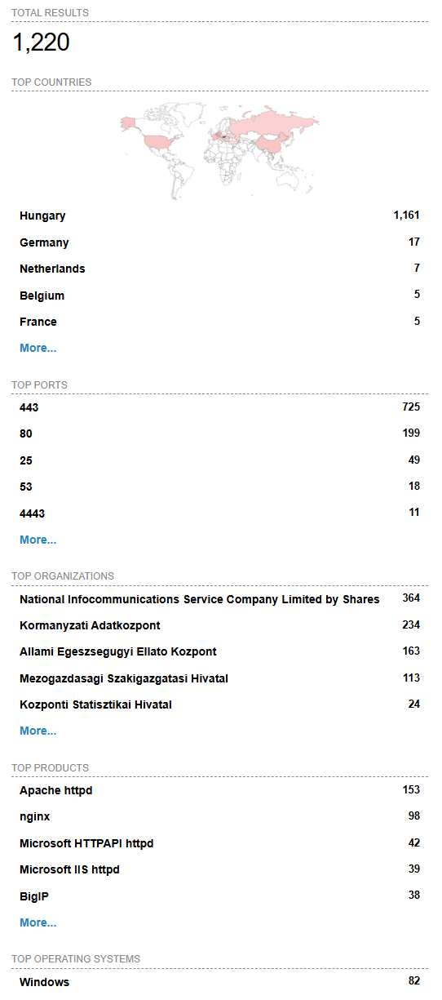 TOTAL RESULTS
1,220
TOP COUNTRIES
Hungary 1,161
Germany 17
Netherlands 7
Belgium 5
France 5
More...
TOP PORTS
443 725
80 199
25 49
53 18
4443 11
More...
TOP ORGANIZATIONS
National Infocommunications Service Company Limited by Shares 364
Kormanyzati Adatkozpont 234
Allami Egeszsegugyi Ellato Kozpont 163
Mezogazdasagi Szakigazgatasi Hivatal 113
Kozponti Statisztikai Hivatal 24
More...
TOP PRODUCTS
Apache httpd 153
nginx 98
Microsoft HTTPAPI httpd 42
Microsoft IIS httpd 39
BigIP 38
More...
TOP OPERATING SYSTEMS
Windows 82